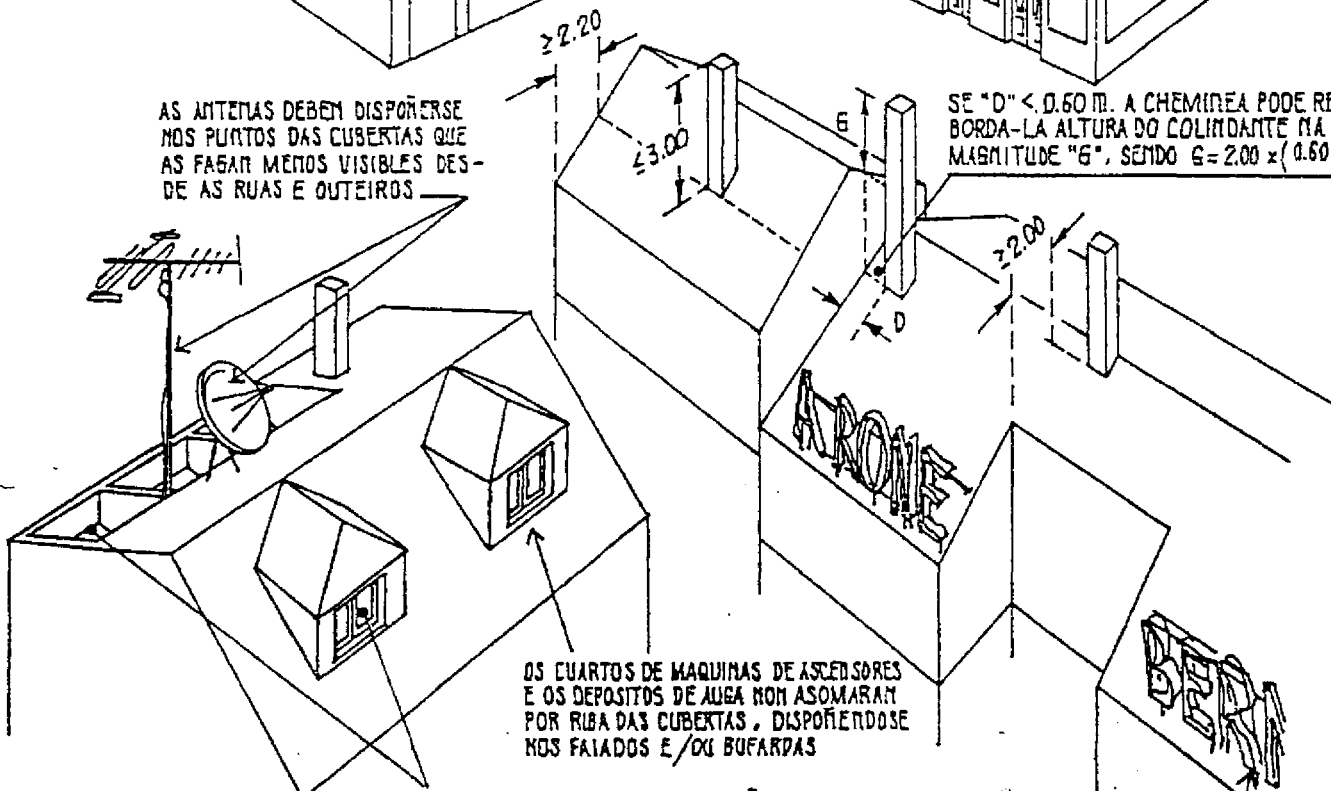 ≥2.20
AS ANTENAS DEBEN DISPOÑERSE
NOS PUNTOS DAS CUBERTAS QUE
AS FAGAN MENOS VISIBLES DES-
DE AS RUAS E OUTEIROS
≤3.00
G
SE "D" < 0.60 m. A CHEMINEA PODE RE
BORDA-LA ALTURA DO COLINDANTE NA
MAGNITUDE "G", SENDO G = 2.00 x (0.60
≥2.00
D
A.ROME
OS CUARTOS DE MAQUINAS DE ASCENSORES
E OS DEPOSITOS DE AUGA NON ASOMARAN
POR RIBA DAS CUBERTAS, DISPOÑENDOSE
NOS FAIADOS E/OU BUFARDAS